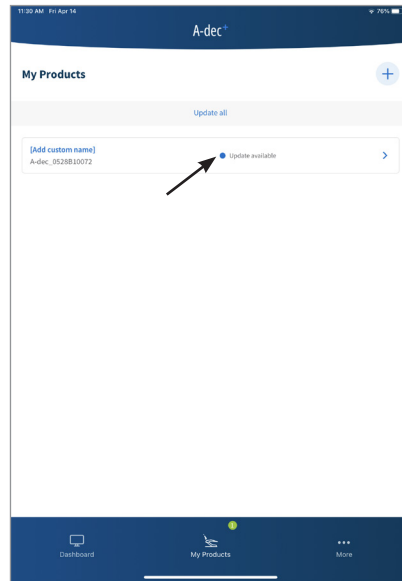 11:30 AM Fri Apr 14 76%
A-dec+
My Products
+
Update all
[Add custom name]
A-dec_0528B10072
Update available
1
Dashboard
My Products
More